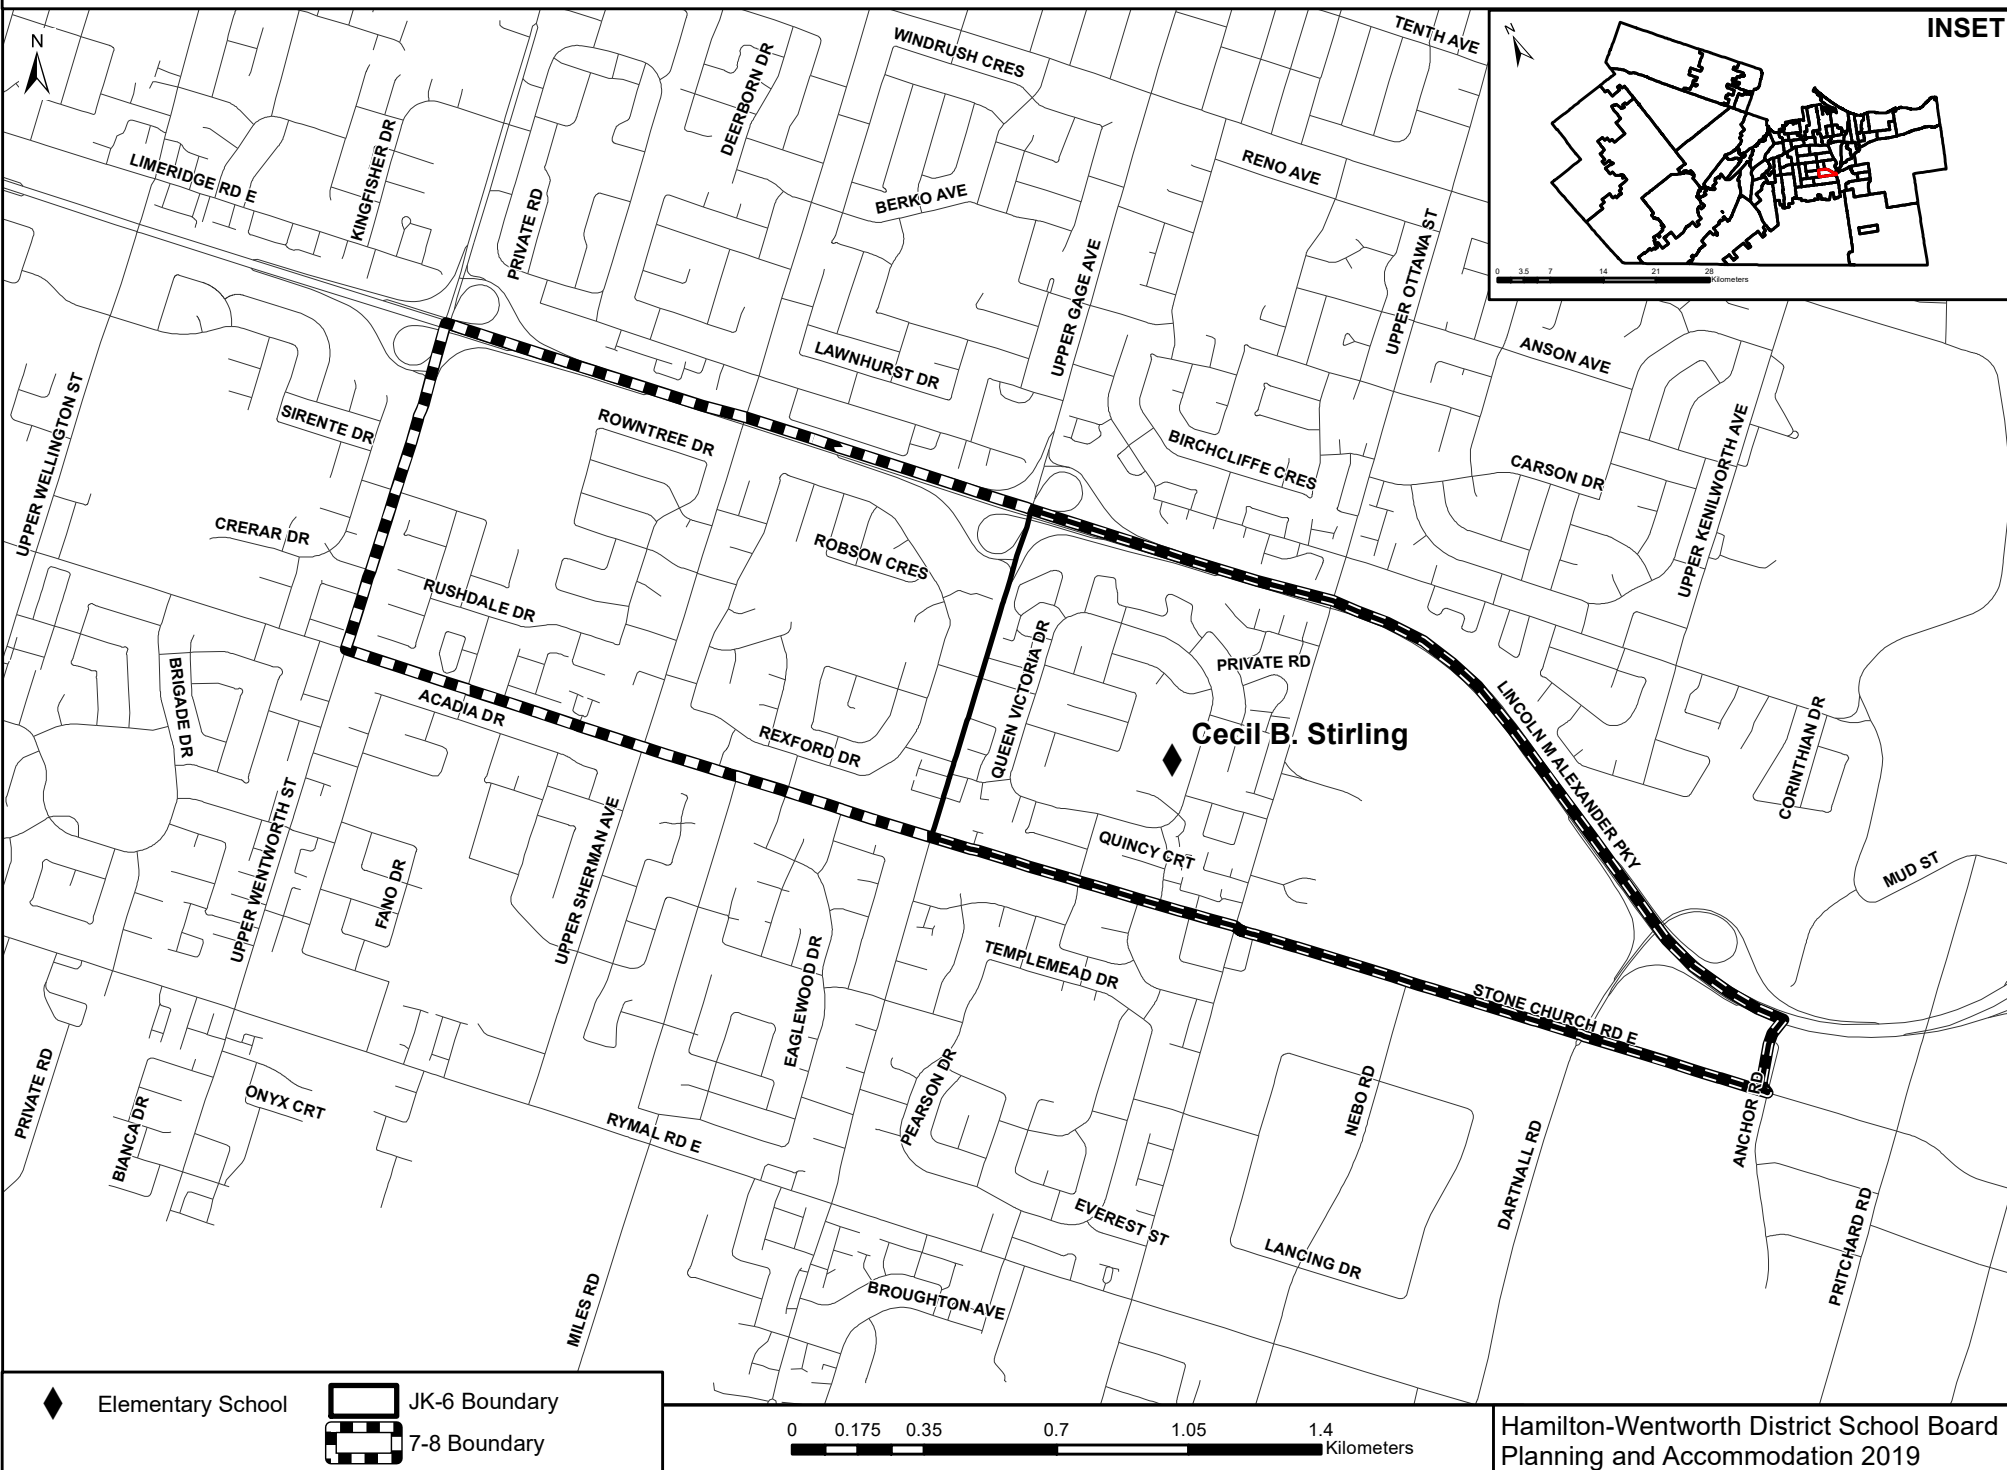 INSET
N
N
0 3.5 7 14 21 28
Kilometers
TENTH AVE
WINDRUSH CRES
DEERBORN DR
KINGFISHER DR
LIMERIDGE RD E
PRIVATE RD
BERKO AVE
RENO AVE
UPPER OTTAWA ST
UPPER GAGE AVE
ANSON AVE
LAWNHURST DR
UPPER WELLINGTON ST
SIRENTE DR
ROWNTREE DR
BIRCHCLIFFE CRES
CARSON DR
UPPER KENILWORTH AVE
CRERAR DR
ROBSON CRES
RUSHDALE DR
QUEEN VICTORIA DR
PRIVATE RD
BRIGADE DR
ACADIA DR
REXFORD DR
Cecil B. Stirling
LINCOLN M ALEXANDER PKY
CORINTHIAN DR
QUINCY CRT
MUD ST
UPPER WENTWORTH ST
FANO DR
UPPER SHERMAN AVE
EAGLEWOOD DR
TEMPLEMEAD DR
STONE CHURCH RD E
PRIVATE RD
BIANCA DR
ONYX CRT
RYMAL RD E
PEARSON DR
NEBO RD
ANCHOR RD
DARTNALL RD
EVEREST ST
LANCING DR
PRITCHARD RD
MILES RD
BROUGHTON AVE
Elementary School
JK-6 Boundary
7-8 Boundary
0 0.175 0.35 0.7 1.05 1.4
Kilometers
Hamilton-Wentworth District School Board
Planning and Accommodation 2019